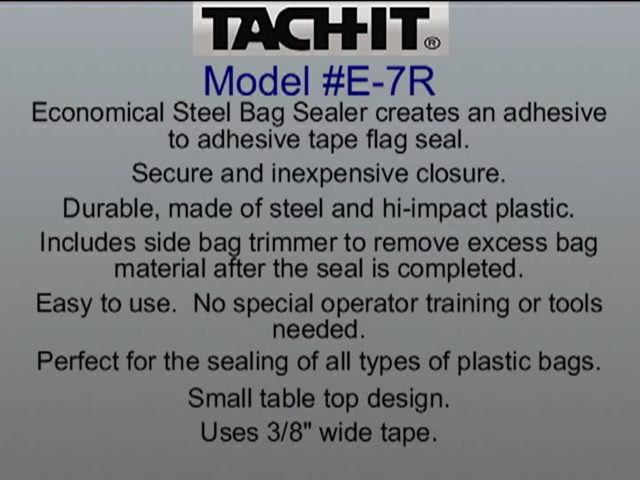 TACH-IT®
Model #E-7R
Economical Steel Bag Sealer creates an adhesive
to adhesive tape flag seal.
Secure and inexpensive closure.
Durable, made of steel and hi-impact plastic.
Includes side bag trimmer to remove excess bag
material after the seal is completed.
Easy to use.  No special operator training or tools
needed.
Perfect for the sealing of all types of plastic bags.
Small table top design.
Uses 3/8" wide tape.